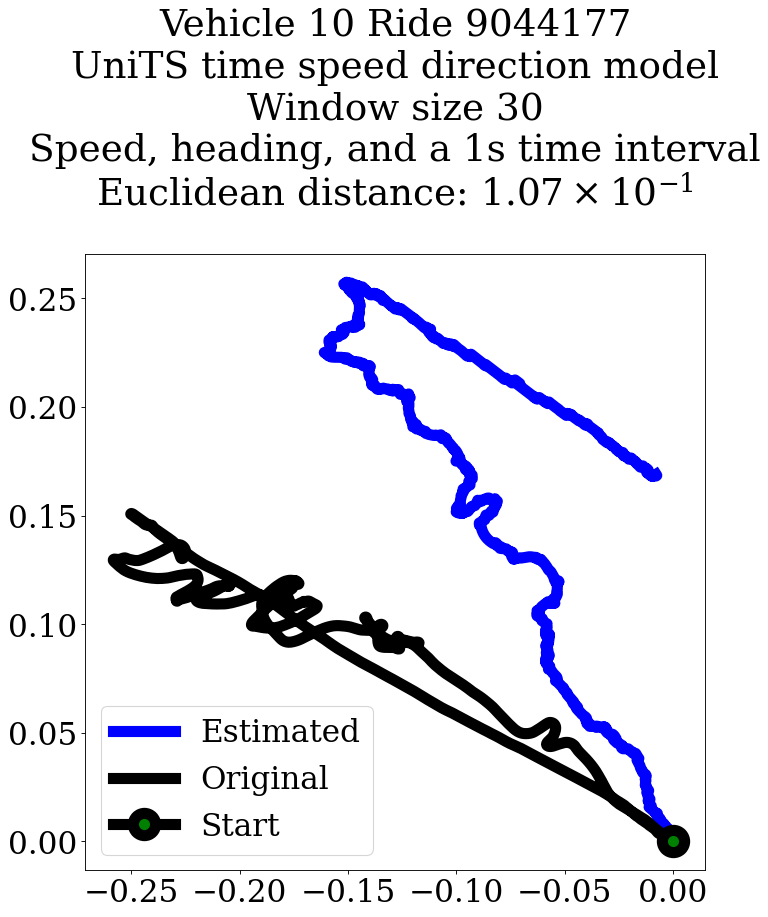 Vehicle 10 Ride 9044177
UniTS time speed direction model
Window size 30
Speed, heading, and a 1s time interval
Euclidean distance: 1.07 × 10⁻¹
0.25
0.20
0.15
0.10
0.05
0.00
Estimated
Original
Start
−0.25 −0.20 −0.15 −0.10 −0.05 0.00